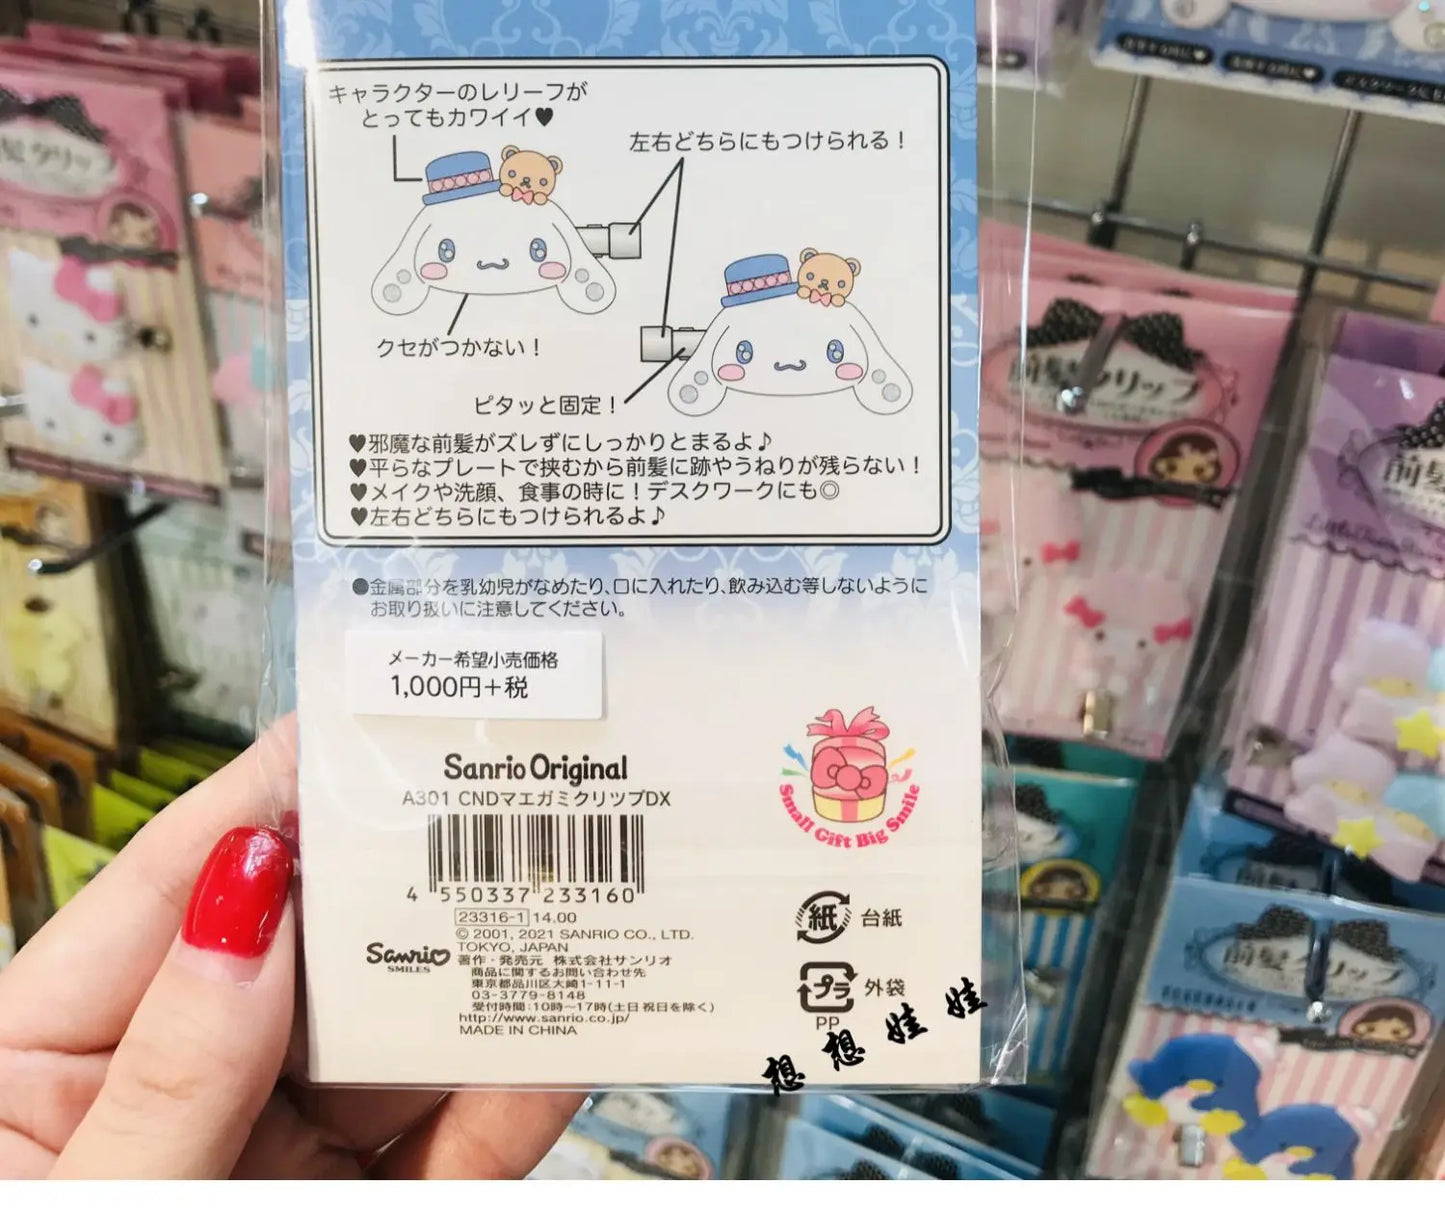 キャラクターのレリーフが
とってもカワイイ♥
左右どちらにもつけられる！
クセがつかない！
ピタッと固定！
♥邪魔な前髪がズレずにしっかりとまるよ♪
♥平らなプレートで挟むから前髪に跡やうねりが残らない！
♥メイクや洗顔、食事の時に！デスクワークにも◎
♥左右どちらにもつけられるよ♪
●金属部分を乳幼児がなめたり、口に入れたり、飲み込む等しないように
お取り扱いに注意してください。
メーカー希望小売価格
1,000円＋税
Sanrio Original
A301 CNDマエガミクリツプDX
4 550337 233160
23316-1 14.00
© 2001, 2021 SANRIO CO., LTD.
TOKYO, JAPAN
著作・発売元 株式会社サンリオ
商品に関するお問い合わせ先
東京都品川区大崎1-11-1
03-3779-8148
受付時間：10時～17時(土日祝日を除く)
http://www.sanrio.co.jp/
MADE IN CHINA
Sanrio
SMILES
Small Gift Big Smile
紙 台紙
プラ 外袋
PP
想想娃娃
前髪クリップ
前髪クリップ
前髪
髪クリップ